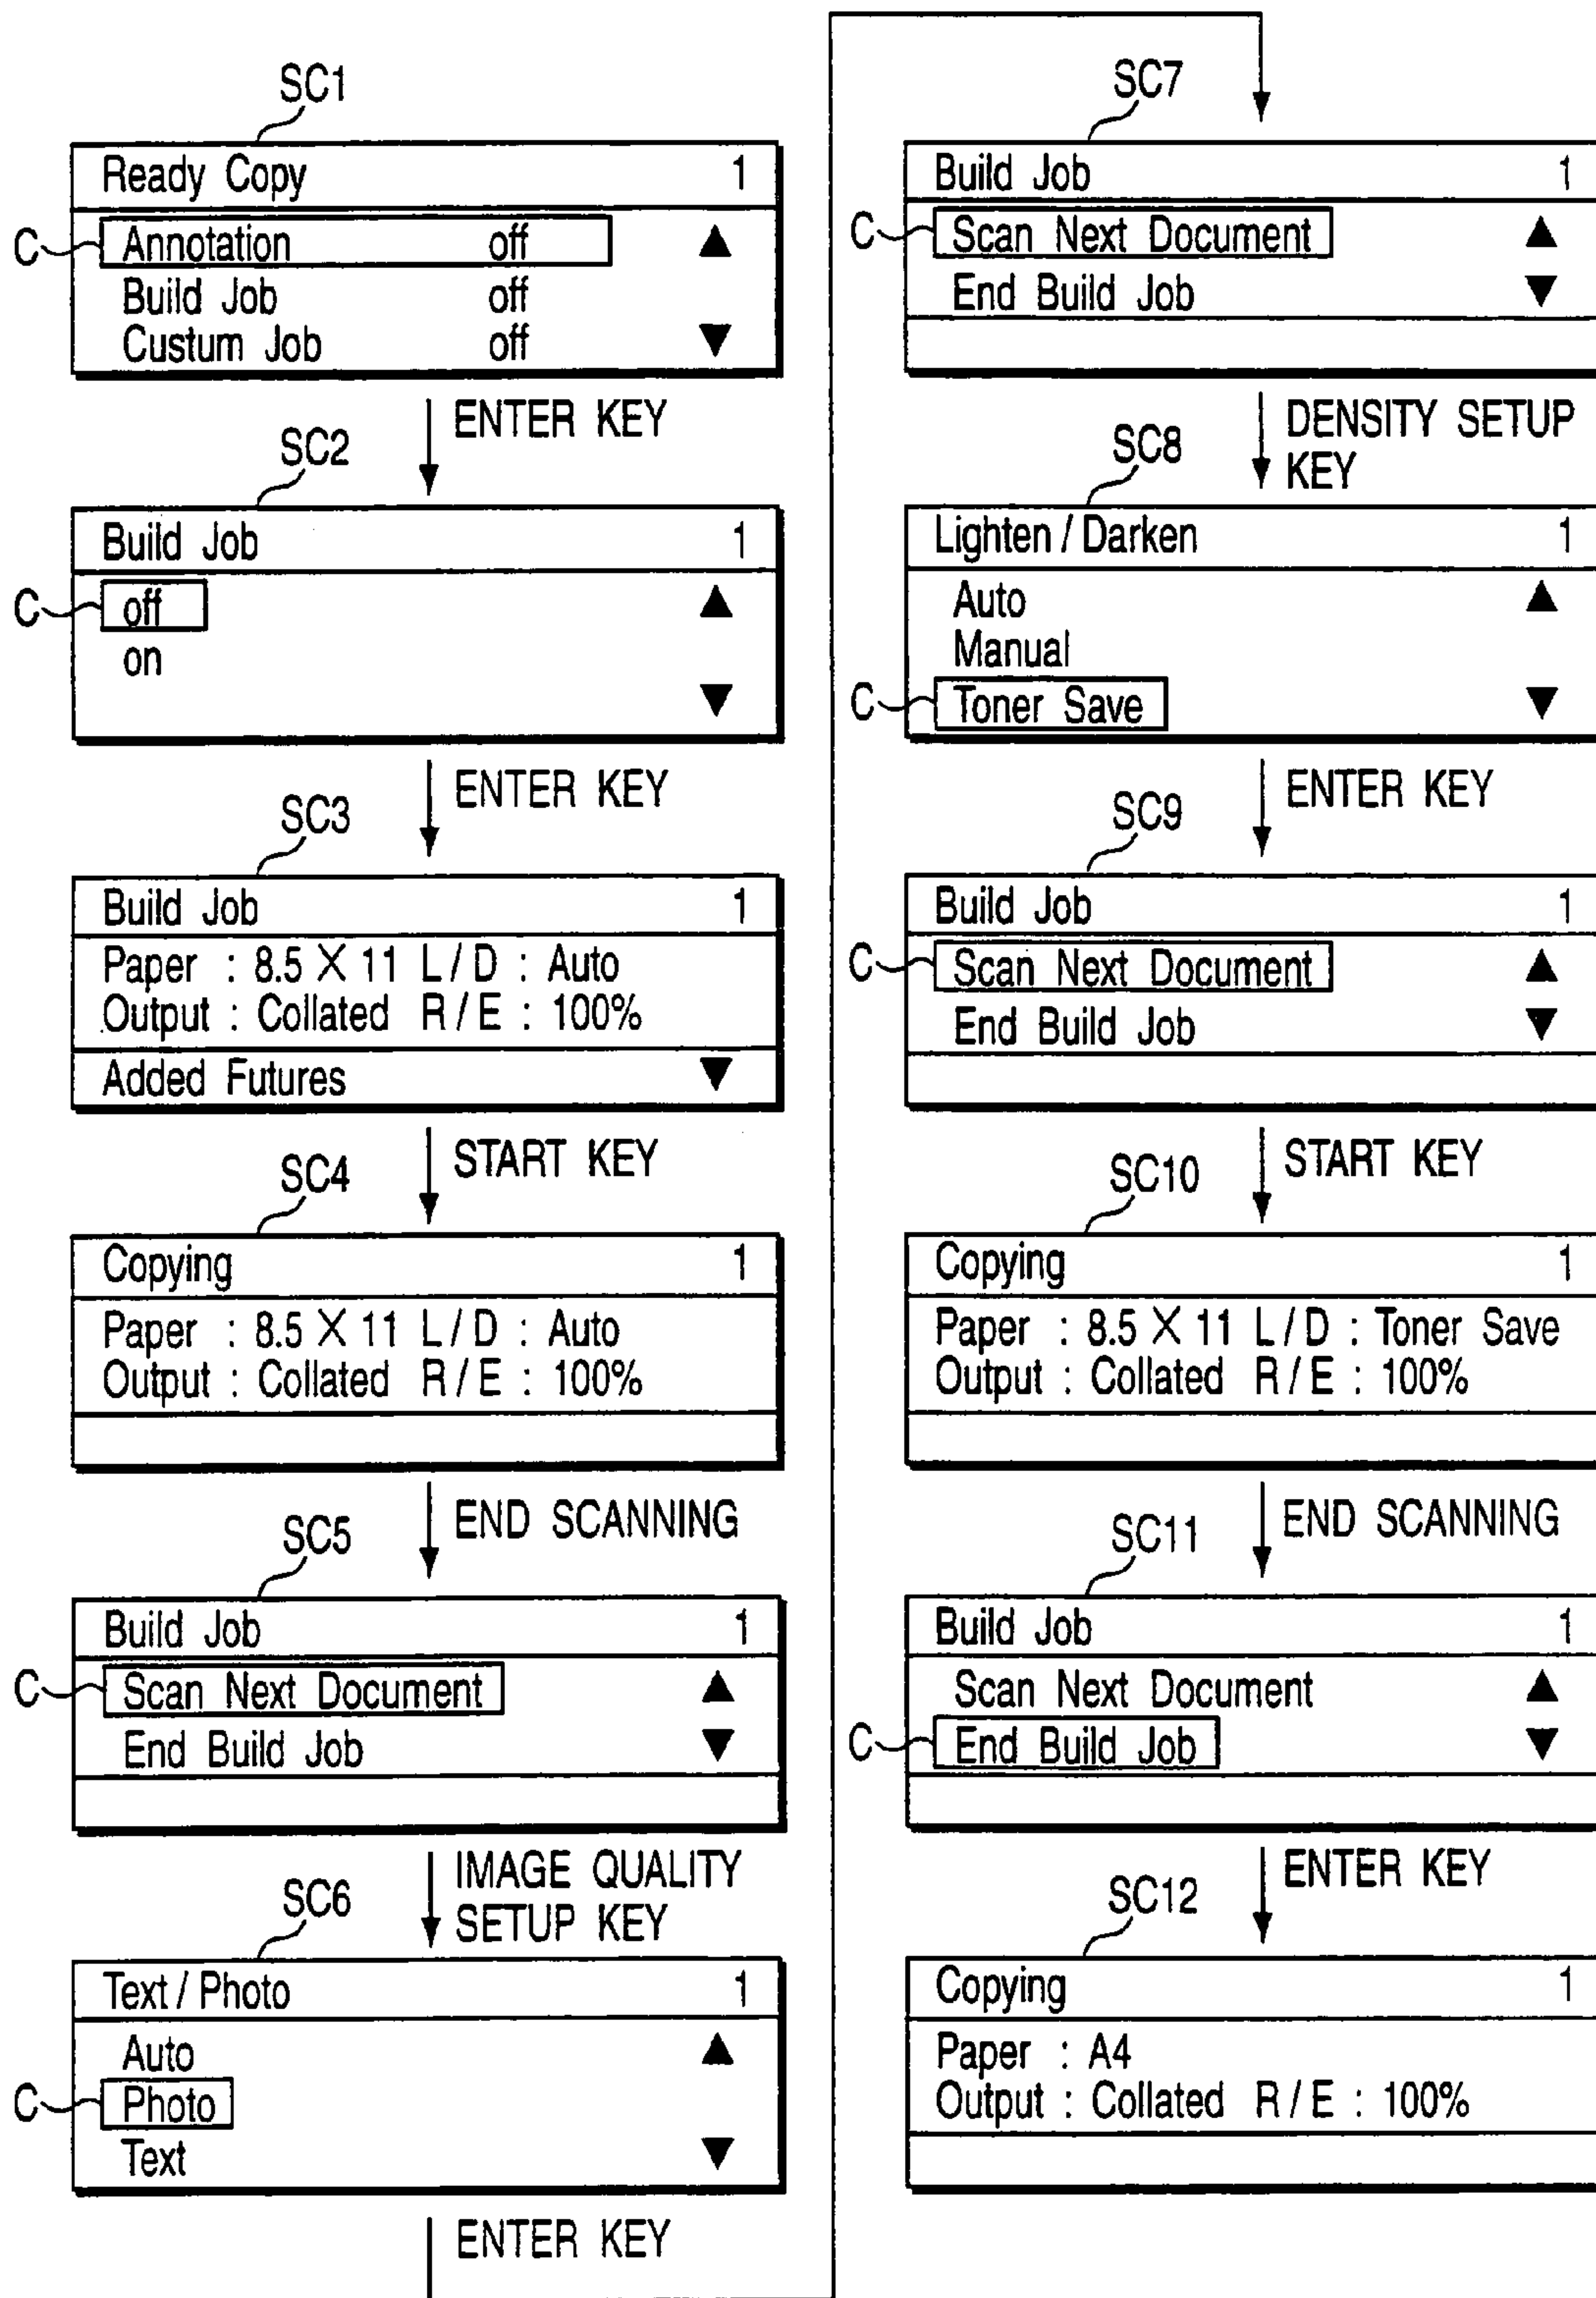 SC1
Ready Copy 1
C Annotation off ▲
Build Job off
Custum Job off ▼
ENTER KEY
SC2
Build Job 1
C off ▲
on
▼
ENTER KEY
SC3
Build Job 1
Paper : 8.5 × 11 L / D : Auto
Output : Collated R / E : 100%
Added Futures ▼
START KEY
SC4
Copying 1
Paper : 8.5 × 11 L / D : Auto
Output : Collated R / E : 100%
END SCANNING
SC5
Build Job 1
C Scan Next Document ▲
End Build Job ▼
IMAGE QUALITY
SETUP KEY
SC6
Text / Photo 1
Auto ▲
C Photo
Text ▼
ENTER KEY
SC7
Build Job 1
C Scan Next Document ▲
End Build Job ▼
DENSITY SETUP
KEY
SC8
Lighten / Darken 1
Auto ▲
Manual
C Toner Save ▼
ENTER KEY
SC9
Build Job 1
C Scan Next Document ▲
End Build Job ▼
START KEY
SC10
Copying 1
Paper : 8.5 × 11 L / D : Toner Save
Output : Collated R / E : 100%
END SCANNING
SC11
Build Job 1
Scan Next Document ▲
C End Build Job ▼
ENTER KEY
SC12
Copying 1
Paper : A4
Output : Collated R / E : 100%